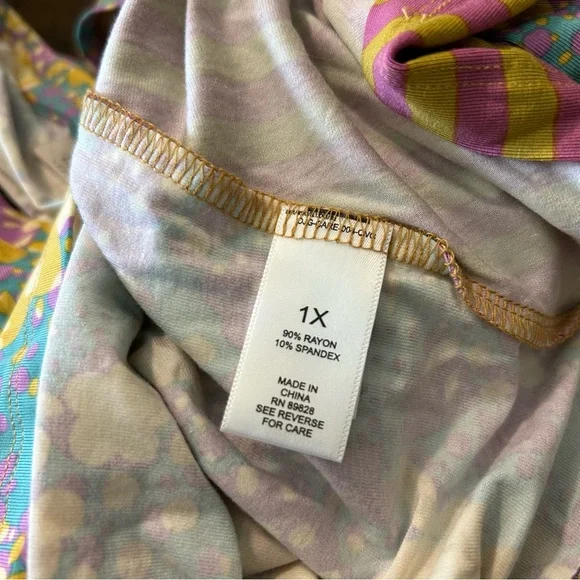 1X
90% RAYON
10% SPANDEX
MADE IN
CHINA
RN 89828
SEE REVERSE
FOR CARE